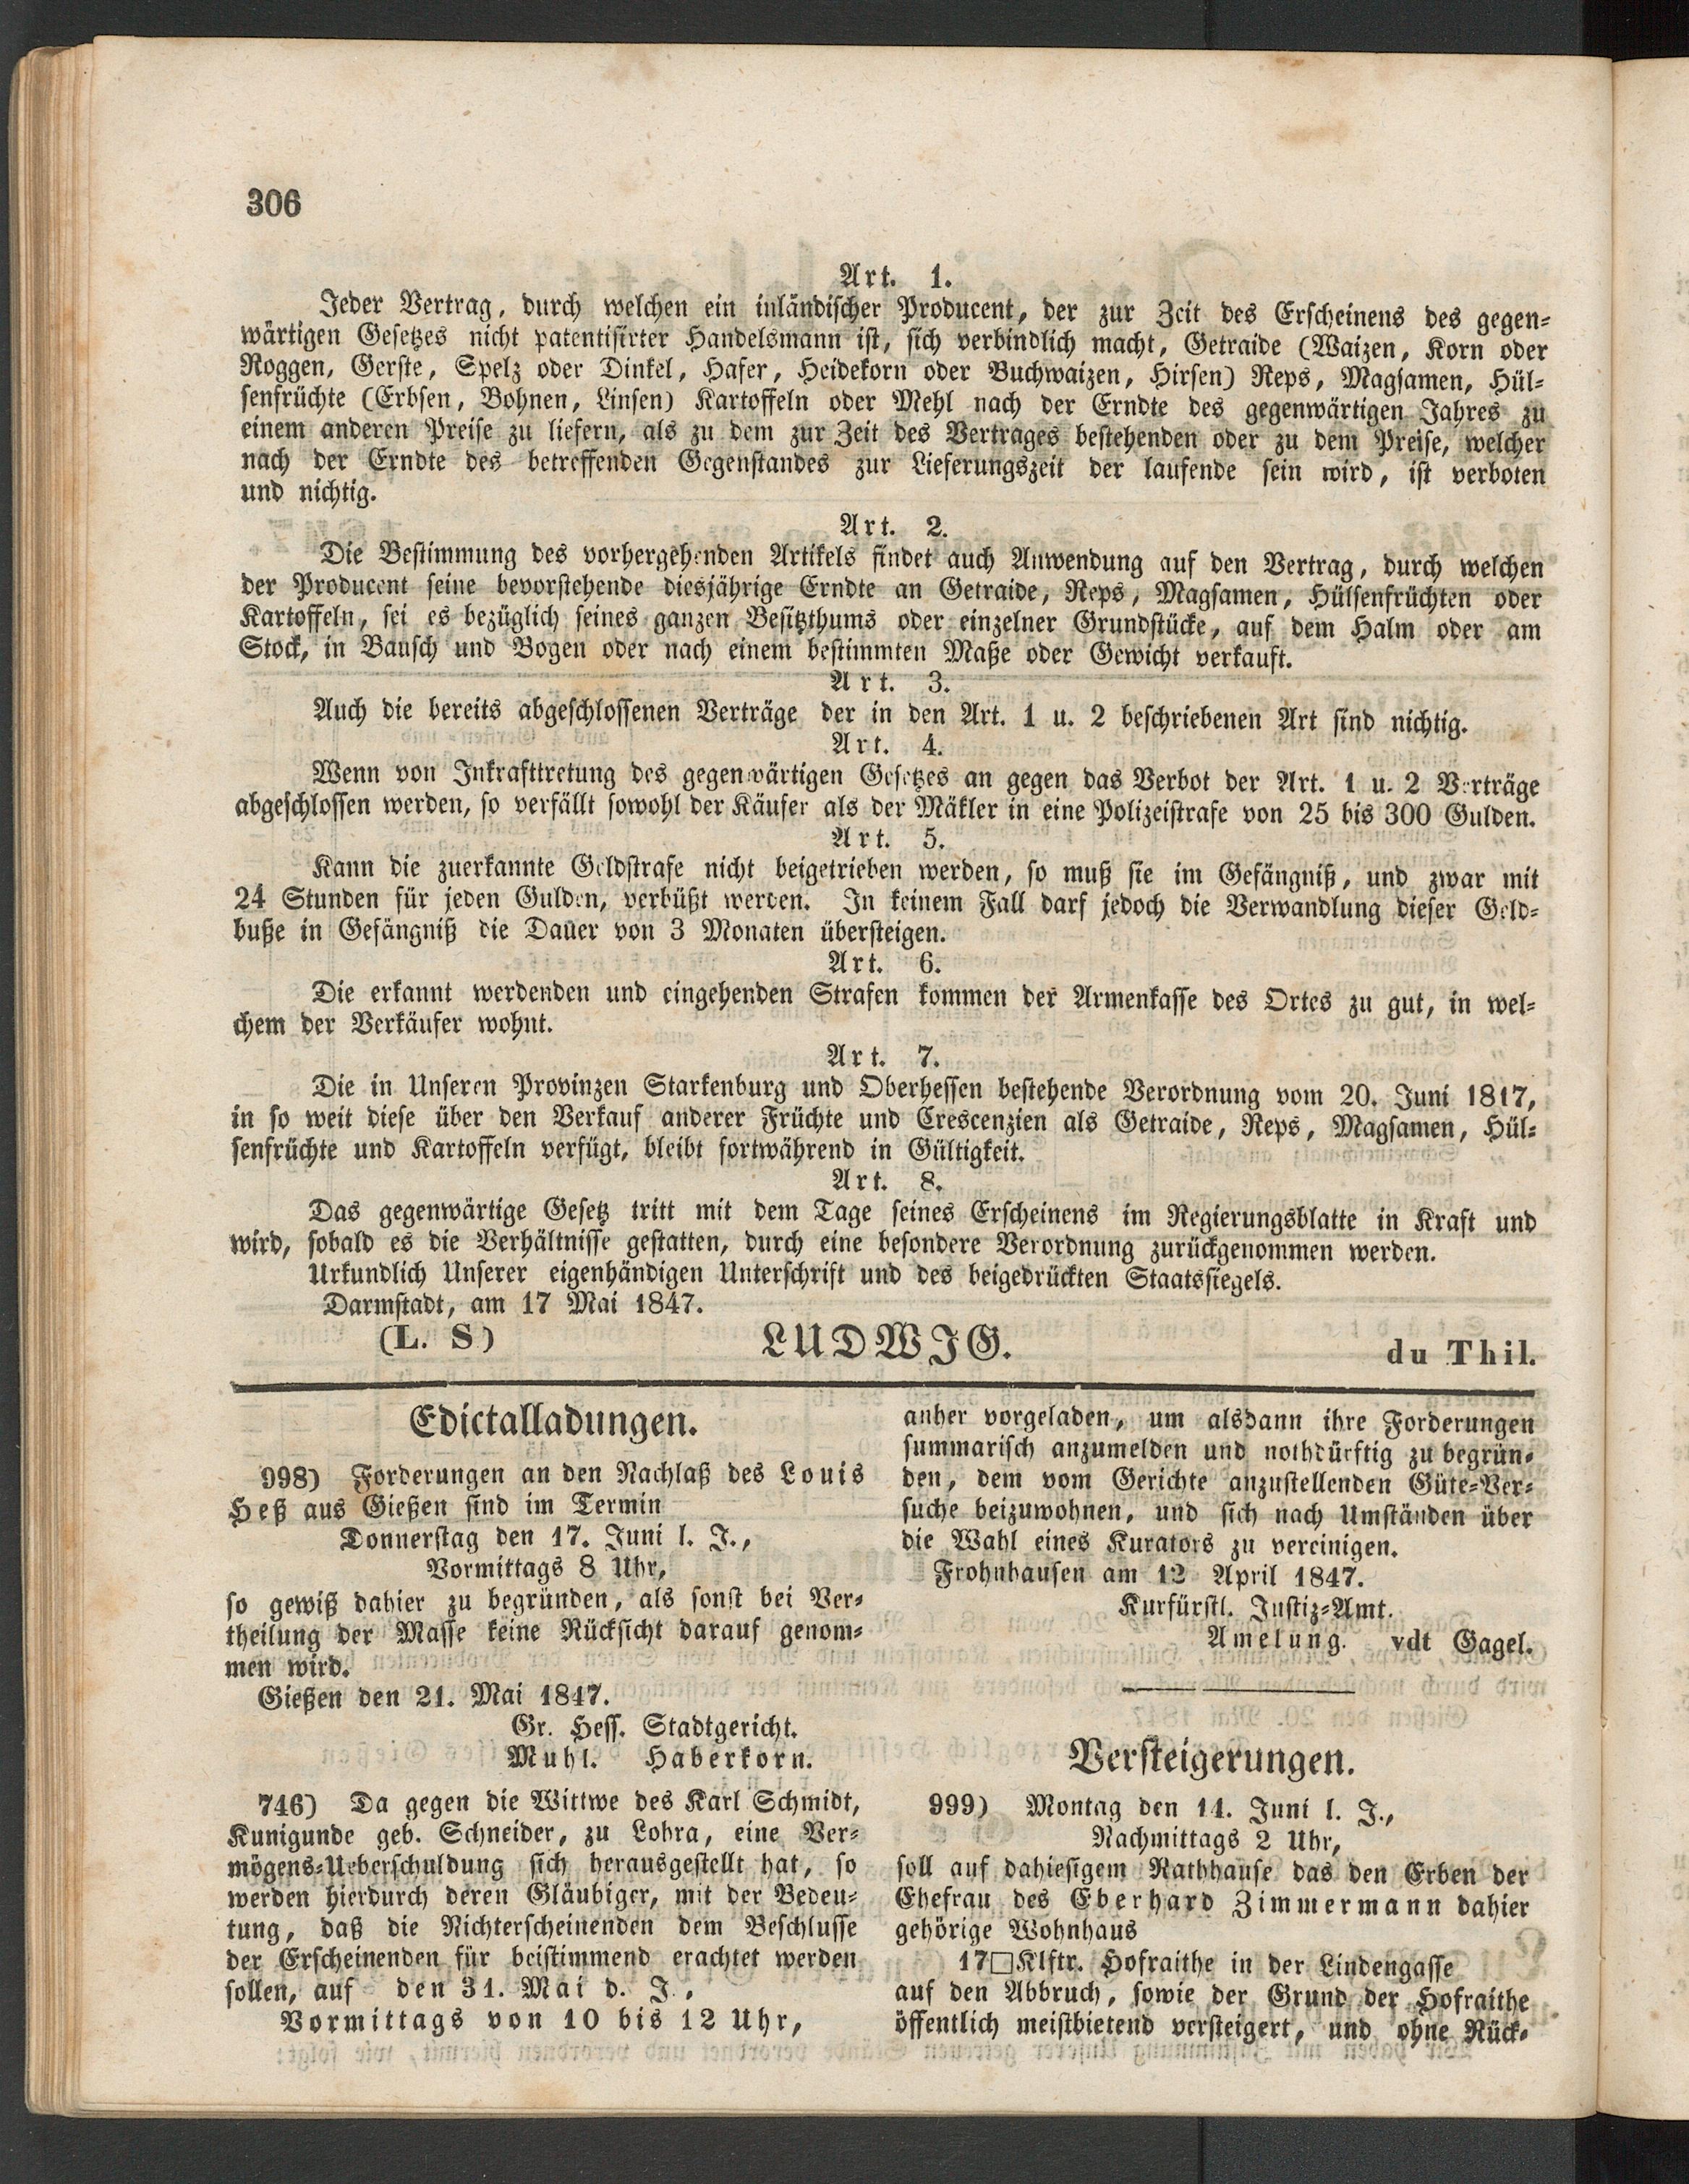 306
Art. 1.
Jeder Vertrag, durch welchen ein inländischer Producent, der zur Zeit des Erscheinens des gegen-
wärtigen Gesetzes nicht patentisirter Handelsmann ist, sich verbindlich macht, Getraide (Waizen, Korn oder
Roggen, Gerste, Spelz oder Dinkel, Hafer, Heidekorn oder Buchwaizen, Hirsen) Reps, Magsamen, Hül-
senfrüchte (Erbsen, Bohnen, Linsen) Kartoffeln oder Mehl nach der Erndte des gegenwärtigen Jahres zu
einem anderen Preise zu liefern, als zu dem zur Zeit des Vertrages bestehenden oder zu dem Preise, welcher
nach der Erndte des betreffenden Gegenstandes zur Lieferungszeit der laufende sein wird, ist verboten
und nichtig.
Art. 2.
Die Bestimmung des vorhergehenden Artikels findet auch Anwendung auf den Vertrag, durch welchen
der Producent seine bevorstehende diesjährige Erndte an Getraide, Reps, Magsamen, Hülsenfrüchten oder
Kartoffeln, sei es bezüglich seines ganzen Besitzthums oder einzelner Grundstücke, auf dem Halm oder am
Stock, in Bausch und Bogen oder nach einem bestimmten Maße oder Gewicht verkauft.
Art. 3.
Auch die bereits abgeschlossenen Verträge der in den Art. 1 u. 2 beschriebenen Art sind nichtig.
Art. 4.
Wenn von Inkrafttretung des gegenwärtigen Gesetzes an gegen das Verbot der Art. 1 u. 2 Verträge
abgeschlossen werden, so verfällt sowohl der Käufer als der Mäkler in eine Polizeistrafe von 25 bis 300 Gulden.
Art. 5.
Kann die zuerkannte Geldstrafe nicht beigetrieben werden, so muß sie im Gefängniß, und zwar mit
24 Stunden für jeden Gulden, verbüßt werden. In keinem Fall darf jedoch die Verwandlung dieser Geld-
buße in Gefängniß die Dauer von 3 Monaten übersteigen.
Art. 6.
Die erkannt werdenden und eingehenden Strafen kommen der Armenkasse des Ortes zu gut, in wel-
chem der Verkäufer wohnt.
Art. 7.
Die in Unseren Provinzen Starkenburg und Oberhessen bestehende Verordnung vom 20. Juni 1817,
in so weit diese über den Verkauf anderer Früchte und Crescenzien als Getraide, Reps, Magsamen, Hül-
senfrüchte und Kartoffeln verfügt, bleibt fortwährend in Gültigkeit.
Art. 8.
Das gegenwärtige Gesetz tritt mit dem Tage seines Erscheinens im Regierungsblatte in Kraft und
wird, sobald es die Verhältnisse gestatten, durch eine besondere Verordnung zurückgenommen werden.
Urkundlich Unserer eigenhändigen Unterschrift und des beigedrückten Staatssiegels.
Darmstadt, am 17 Mai 1847.
(L. S) LUDWIG. du Thil.
Edictalladungen.
998) Forderungen an den Nachlaß des Louis
Heß aus Gießen sind im Termin
Donnerstag den 17. Juni l. J.,
Vormittags 8 Uhr,
so gewiß dahier zu begründen, als sonst bei Ver-
theilung der Masse keine Rücksicht darauf genom-
men wird.
Gießen den 21. Mai 1847.
Gr. Hess. Stadtgericht.
Muhl. Haberkorn.
746) Da gegen die Wittwe des Karl Schmidt,
Kunigunde geb. Schneider, zu Lohra, eine Ver-
mögens-Ueberschuldung sich herausgestellt hat, so
werden hierdurch deren Gläubiger, mit der Bedeu-
tung, daß die Nichterscheinenden dem Beschlusse
der Erscheinenden für beistimmend erachtet werden
sollen, auf den 31. Mai d. J.,
Vormittags von 10 bis 12 Uhr,
anher vorgeladen, um alsdann ihre Forderungen
summarisch anzumelden und nothdürftig zu begrün-
den, dem vom Gerichte anzustellenden Güte-Ver-
suche beizuwohnen, und sich nach Umständen über
die Wahl eines Kurators zu vereinigen.
Frohnhausen am 12 April 1847.
Kurfürstl. Justiz-Amt.
Amelung. vdt Gagel.
Versteigerungen.
999) Montag den 14. Juni l. J.,
Nachmittags 2 Uhr,
soll auf dahiesigem Rathhause das den Erben der
Ehefrau des Eberhard Zimmermann dahier
gehörige Wohnhaus
17□Klftr. Hofraithe in der Lindengasse
auf den Abbruch, sowie der Grund der Hofraithe
öffentlich meistbietend versteigert, und ohne Rück-